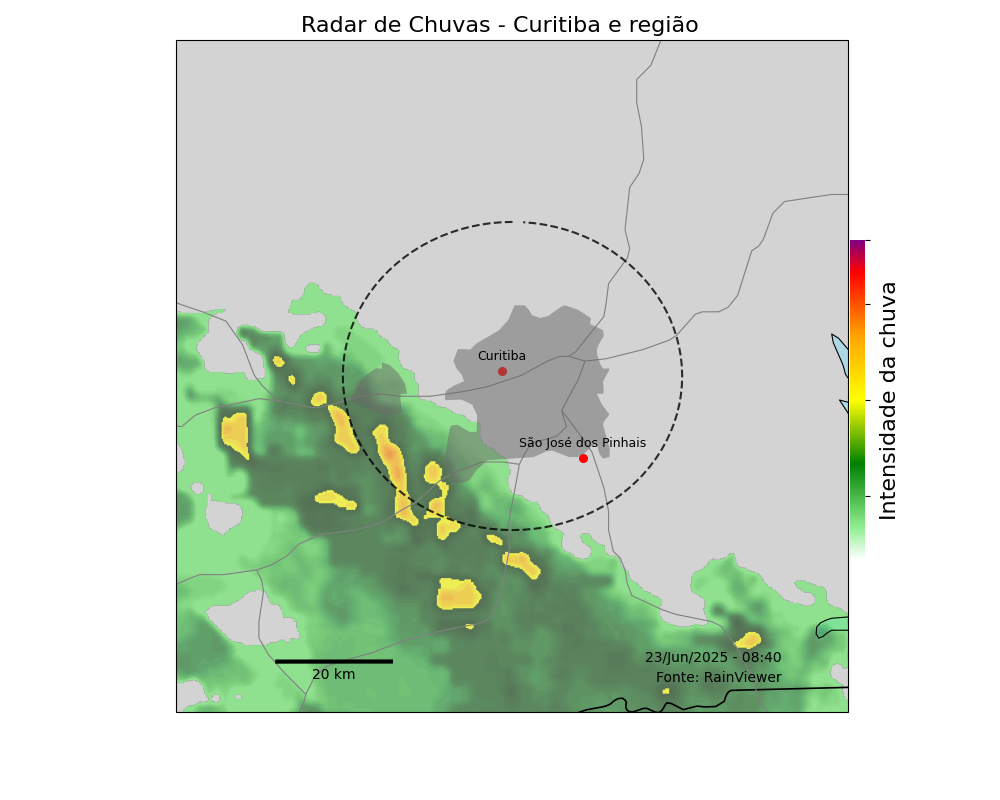 Radar de Chuvas - Curitiba e região
Curitiba
São José dos Pinhais
Intensidade da chuva
23/Jun/2025 - 08:40
20 km
Fonte: RainViewer